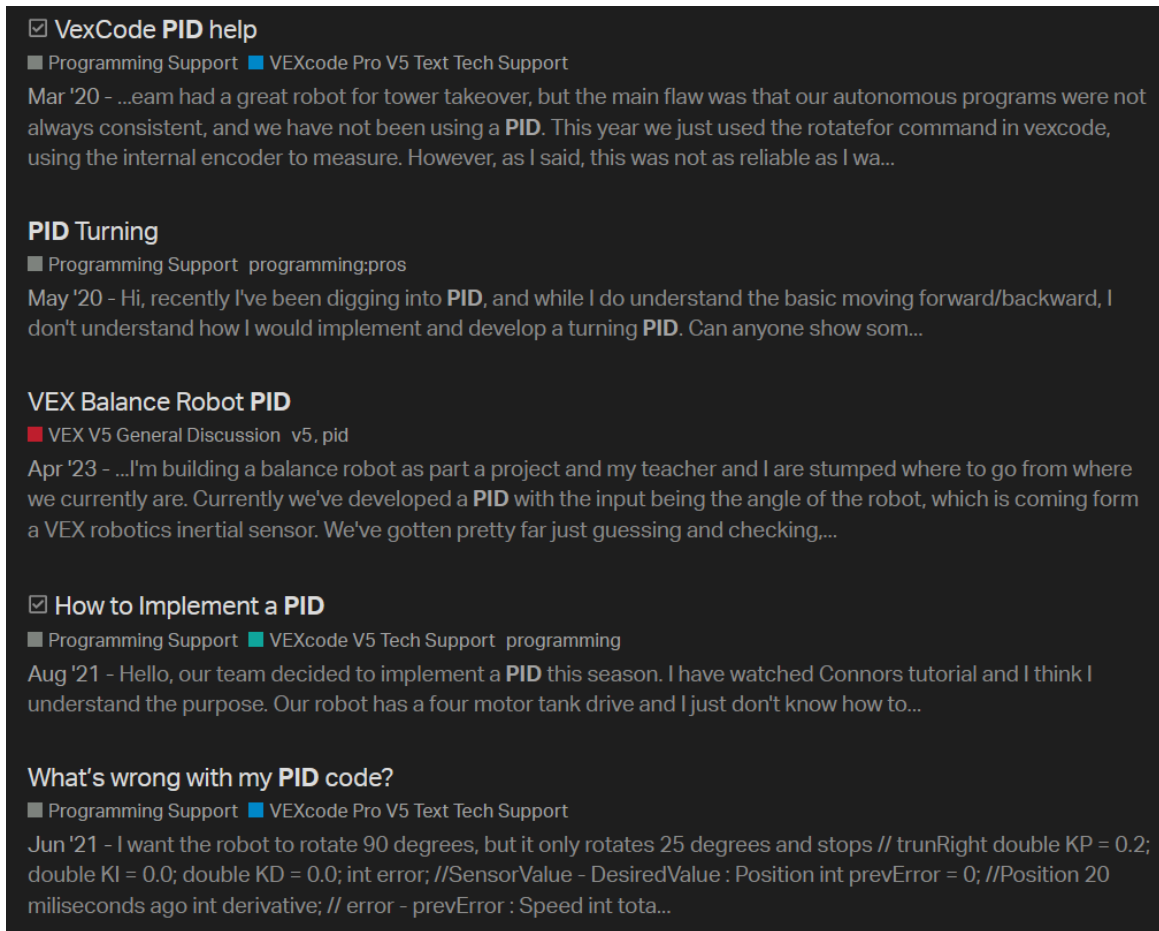 VexCode PID help
Programming Support VEXcode Pro V5 Text Tech Support
Mar '20 - ...eam had a great robot for tower takeover, but the main flaw was that our autonomous programs were not
always consistent, and we have not been using a PID. This year we just used the rotatefor command in vexcode,
using the internal encoder to measure. However, as I said, this was not as reliable as I wa...
PID Turning
Programming Support programming:pros
May '20 - Hi, recently I've been digging into PID, and while I do understand the basic moving forward/backward, I
don't understand how I would implement and develop a turning PID. Can anyone show som...
VEX Balance Robot PID
VEX V5 General Discussion v5, pid
Apr '23 - ...I'm building a balance robot as part a project and my teacher and I are stumped where to go from where
we currently are. Currently we've developed a PID with the input being the angle of the robot, which is coming form
a VEX robotics inertial sensor. We've gotten pretty far just guessing and checking,...
How to Implement a PID
Programming Support VEXcode V5 Tech Support programming
Aug '21 - Hello, our team decided to implement a PID this season. I have watched Connors tutorial and I think I
understand the purpose. Our robot has a four motor tank drive and I just don't know how to...
What's wrong with my PID code?
Programming Support VEXcode Pro V5 Text Tech Support
Jun '21 - I want the robot to rotate 90 degrees, but it only rotates 25 degrees and stops // trunRight double KP = 0.2;
double KI = 0.0; double KD = 0.0; int error; //SensorValue - DesiredValue : Position int prevError = 0; //Position 20
miliseconds ago int derivative; // error - prevError : Speed int tota...